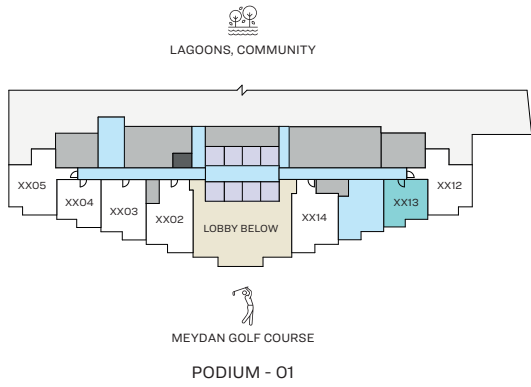 LAGOONS, COMMUNITY
XX05
XX04
XX03
XX02
LOBBY BELOW
XX14
XX13
XX12
MEYDAN GOLF COURSE
PODIUM - 01